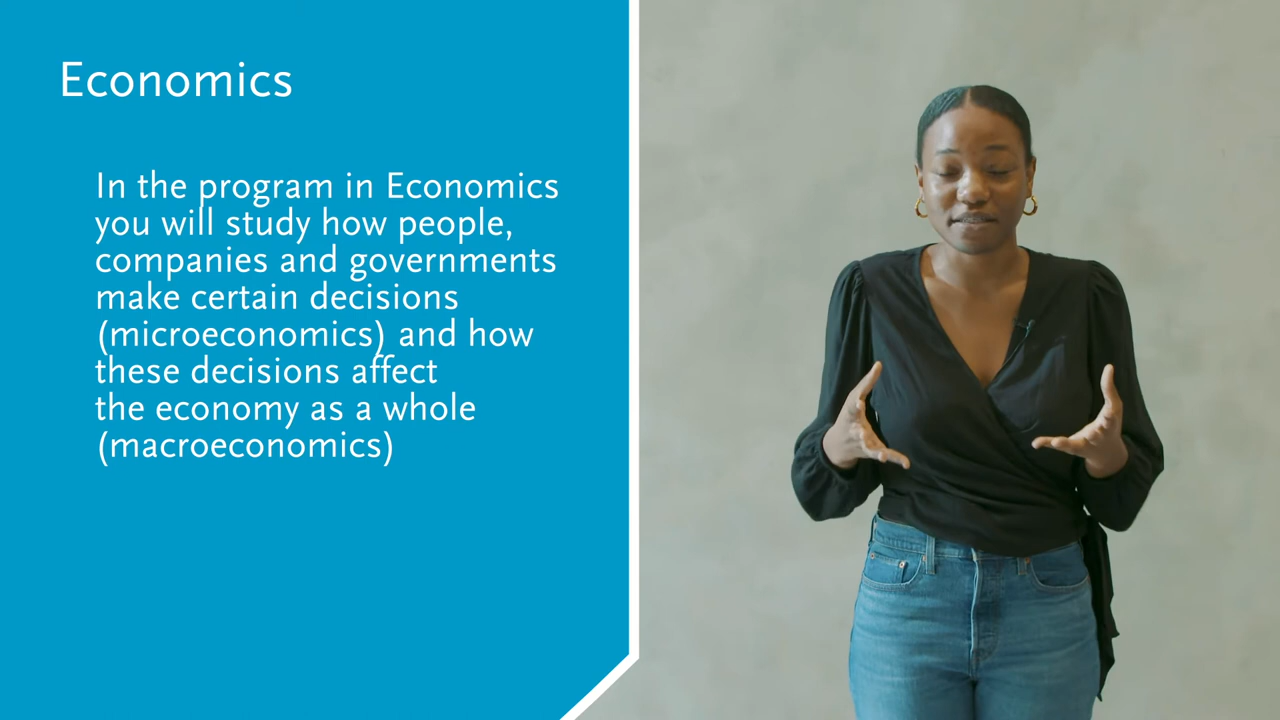 Economics
In the program in Economics
you will study how people,
companies and governments
make certain decisions
(microeconomics) and how
these decisions affect
the economy as a whole
(macroeconomics)